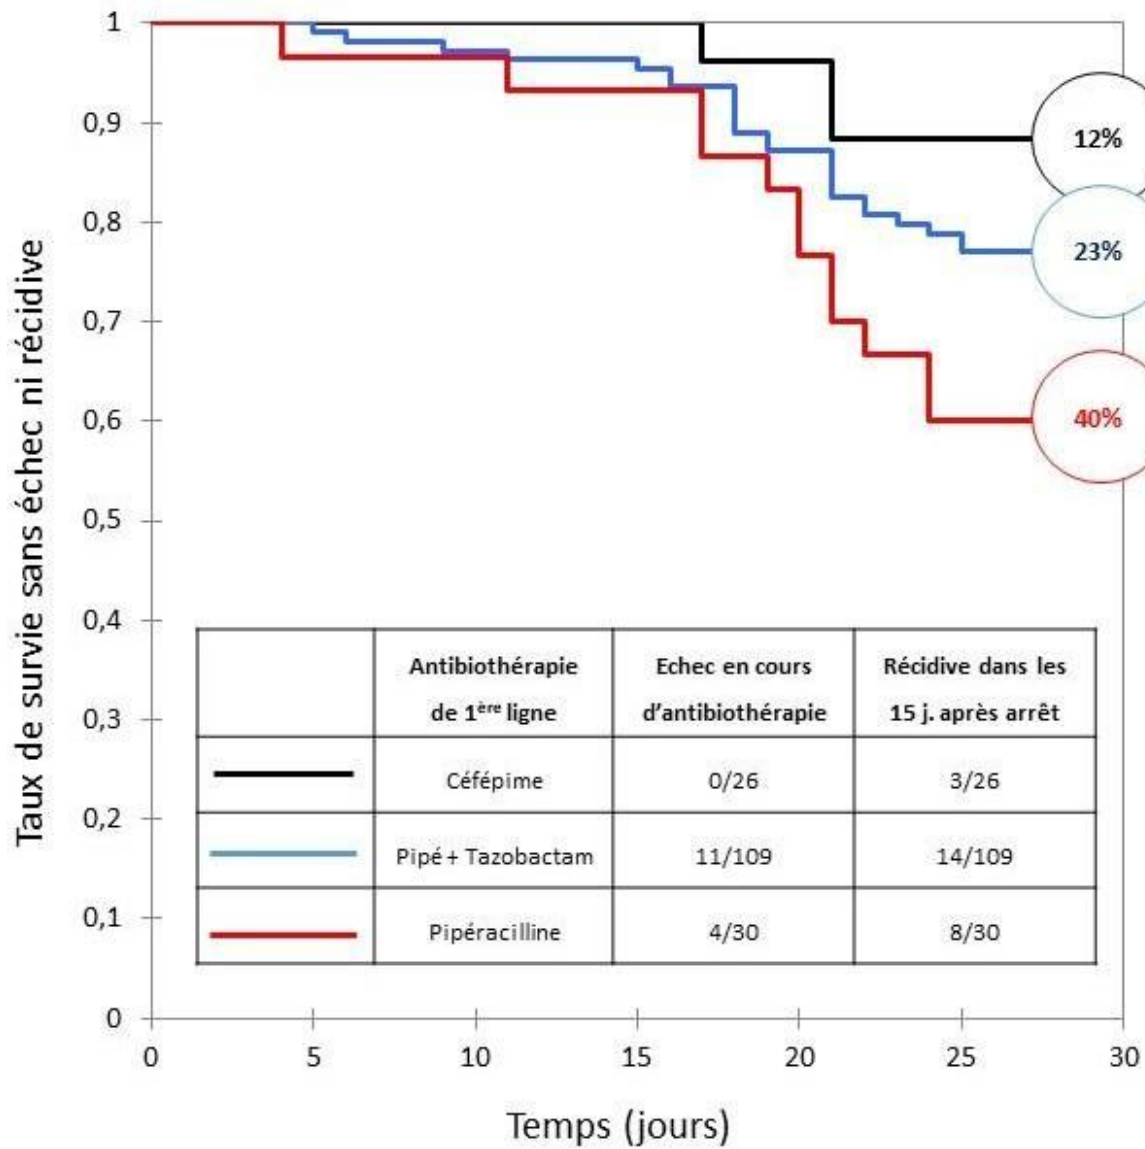 Taux de survie sans échec ni récidive
1
0,9
0,8
0,7
0,6
0,5
0,4
0,3
0,2
0,1
0
12%
23%
40%
Antibiothérapie
de 1ère ligne
Echec en cours
d'antibiothérapie
Récidive dans les
15 j. après arrêt
Céfépime 0/26 3/26
Pipé + Tazobactam 11/109 14/109
Pipéracilline 4/30 8/30
0 5 10 15 20 25 30
Temps (jours)